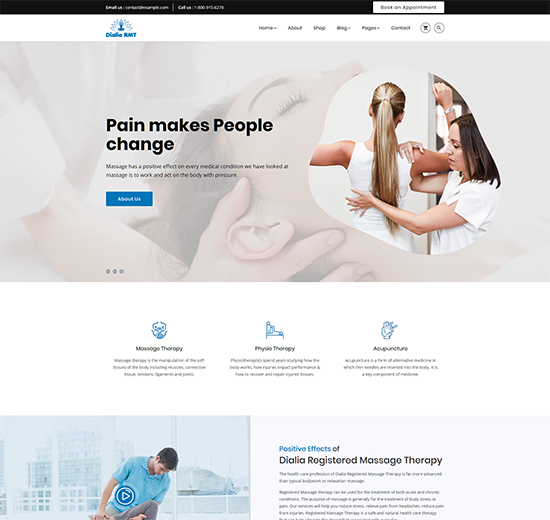 Email us : contact@example.com Call us : 1-800-915-6270 Book an Appointment
Dialia RMT Home About Shop Blog Pages Contact
Pain makes People
change
Massage has a positive effect on every medical condition we have looked at
massage is to work and act on the body with pressure.
About Us
Massage Therapy Physio Therapy Acupuncture
Massage therapy is the manipulation of the soft Physiotherapists spend years studying how the Acupuncture is a form of alternative medicine in
tissues of the body including muscles, connective body works, how injuries impact performance & which thin needles are inserted into the body, it is
tissue, tendons, ligaments and joints. how to recover and repair injured tissues. a key component of medicine.
Positive Effects of
Dialia Registered Massage Therapy
The health care profession of Dialia Registered Massage Therapy is far more advanced
than typical bodywork or relaxation massage.
Registered Massage therapy can be used for the treatment of both acute and chronic
conditions. The purpose of massage is generally for the treatment of body stress or
pain. Our services will help you reduce stress, relieve pain from headaches, reduce pain
from injuries. Registered Massage Therapy is a safe and natural health care therapy